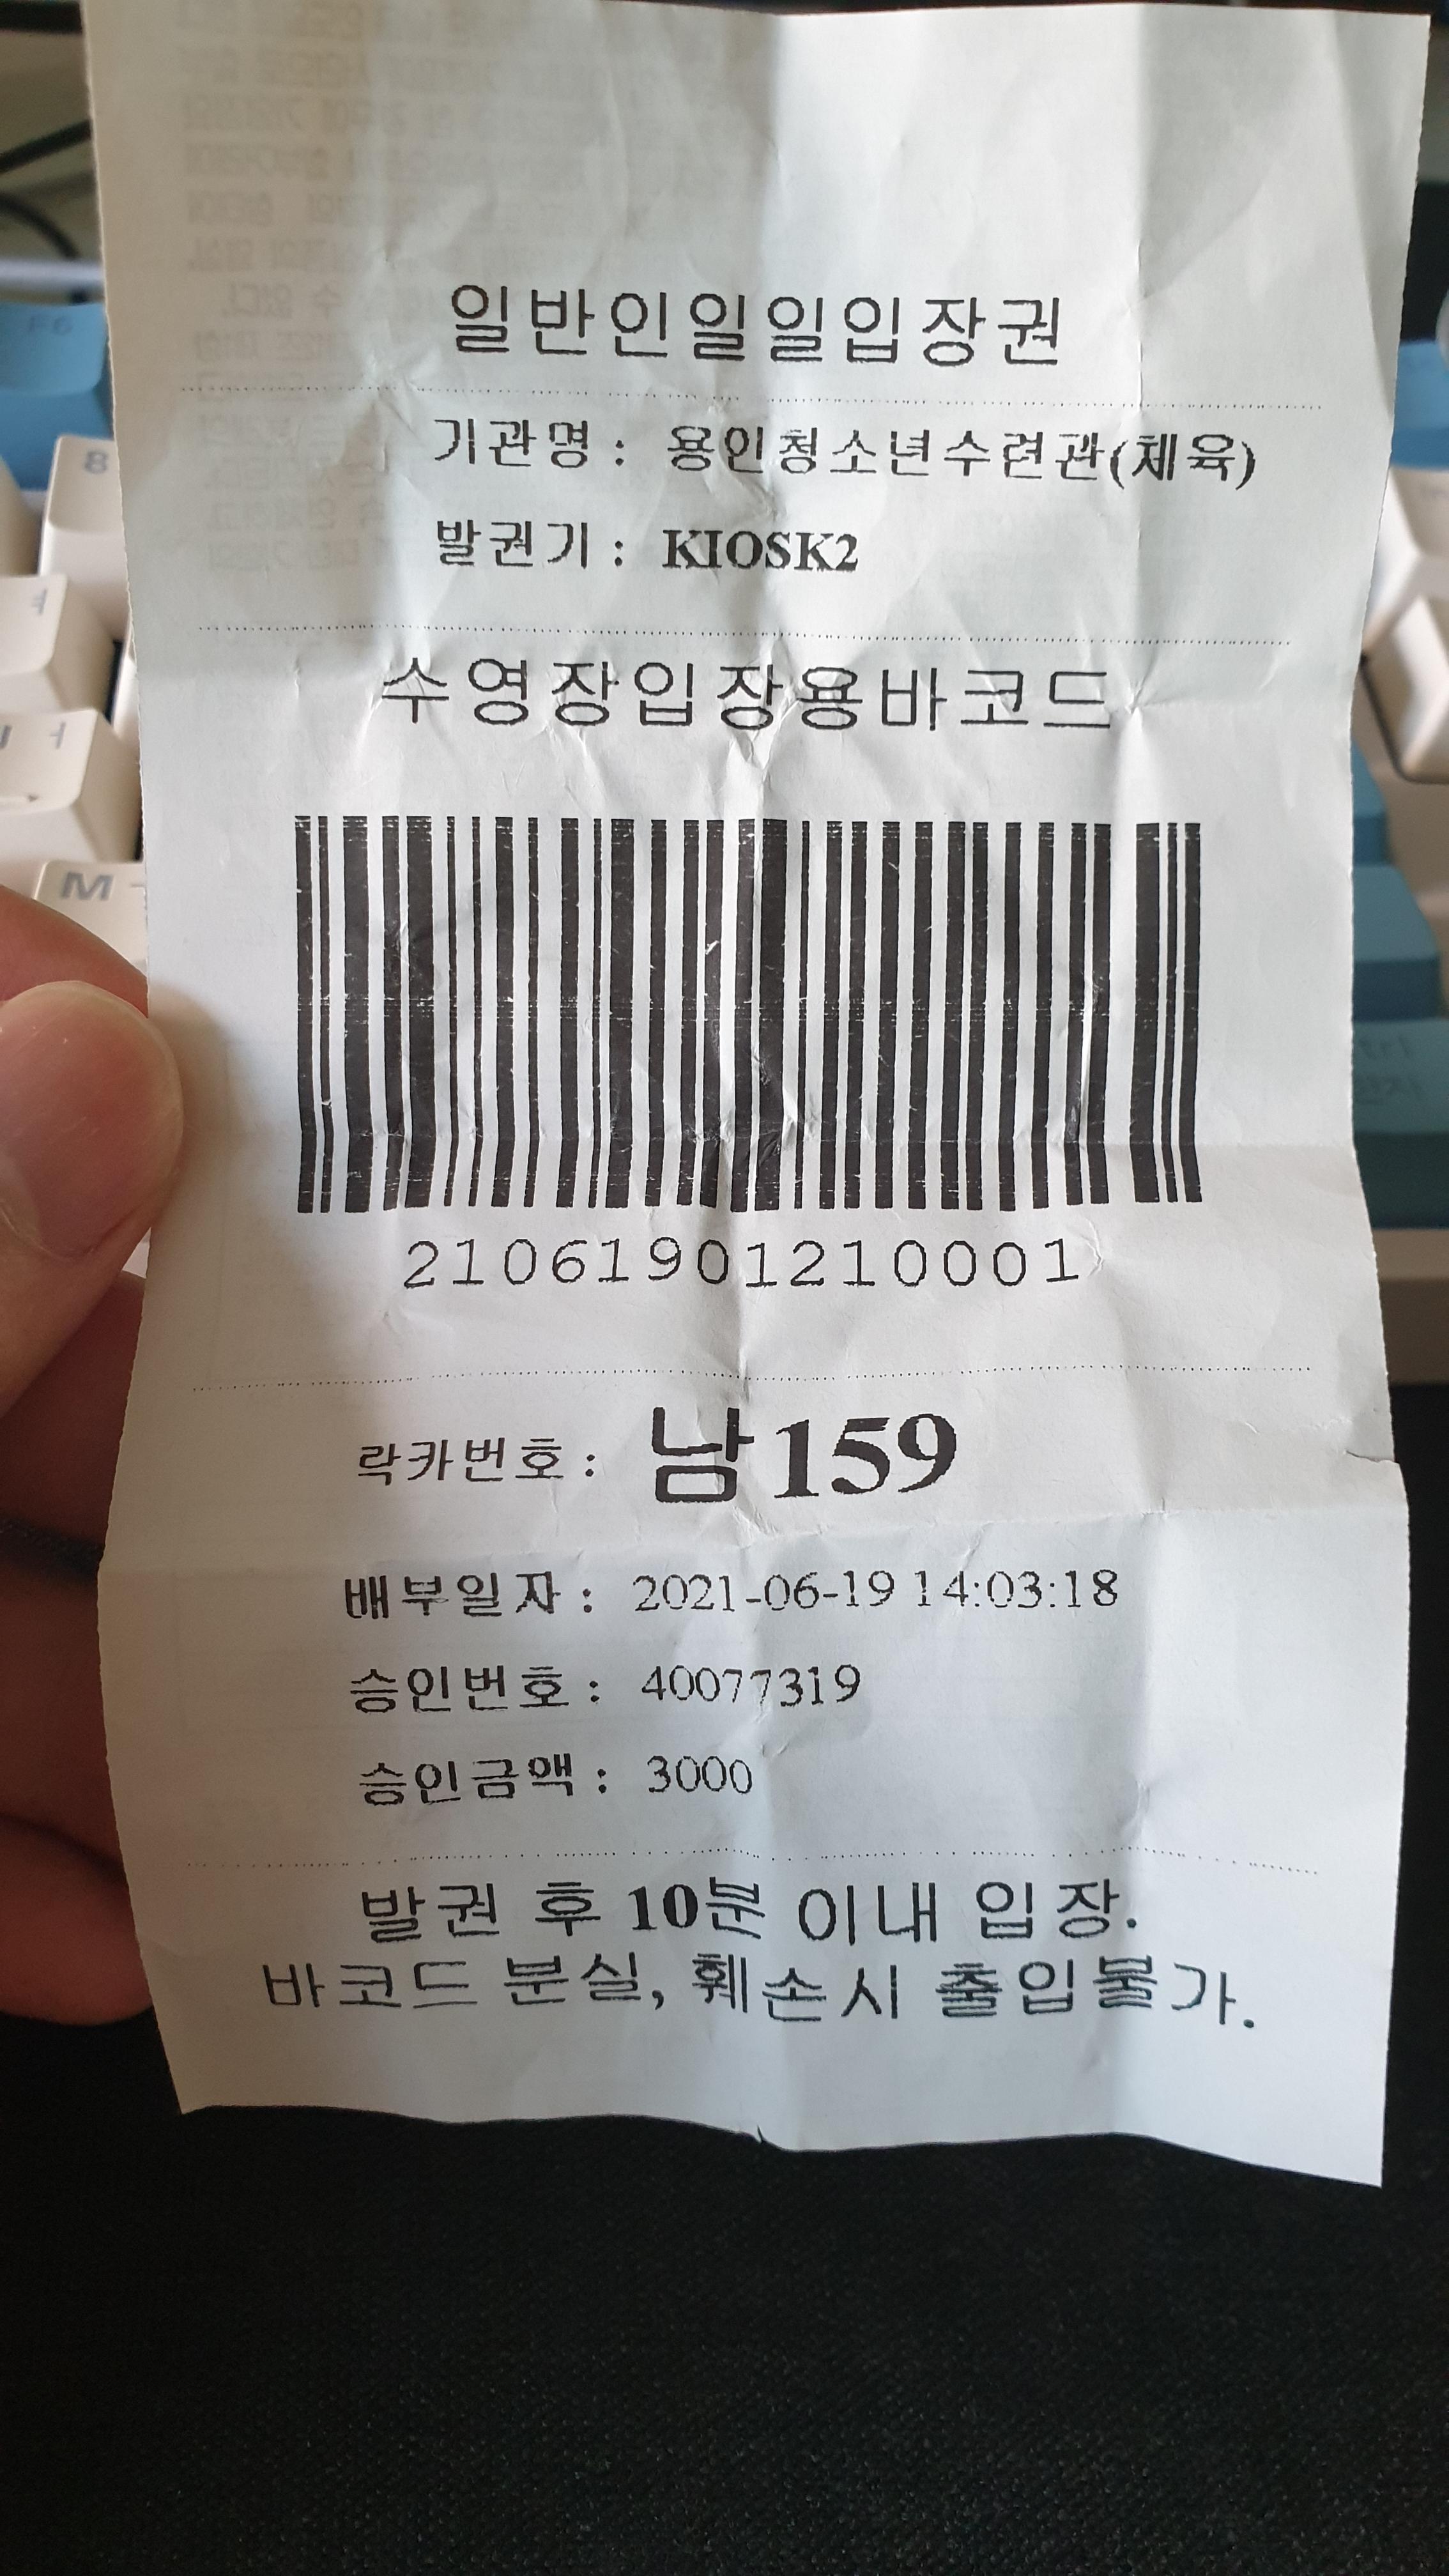 일반인일일입장권
기관명 : 용인청소년수련관(체육)
발권기 : KIOSK2
수영장입장용바코드
21061901210001
락카번호 : 남159
배부일자 : 2021-06-19 14:03:18
승인번호 : 40077319
승인금액 : 3000
발권 후 10분 이내 입장.
바코드 분실, 훼손시 출입불가.
F6
8
M